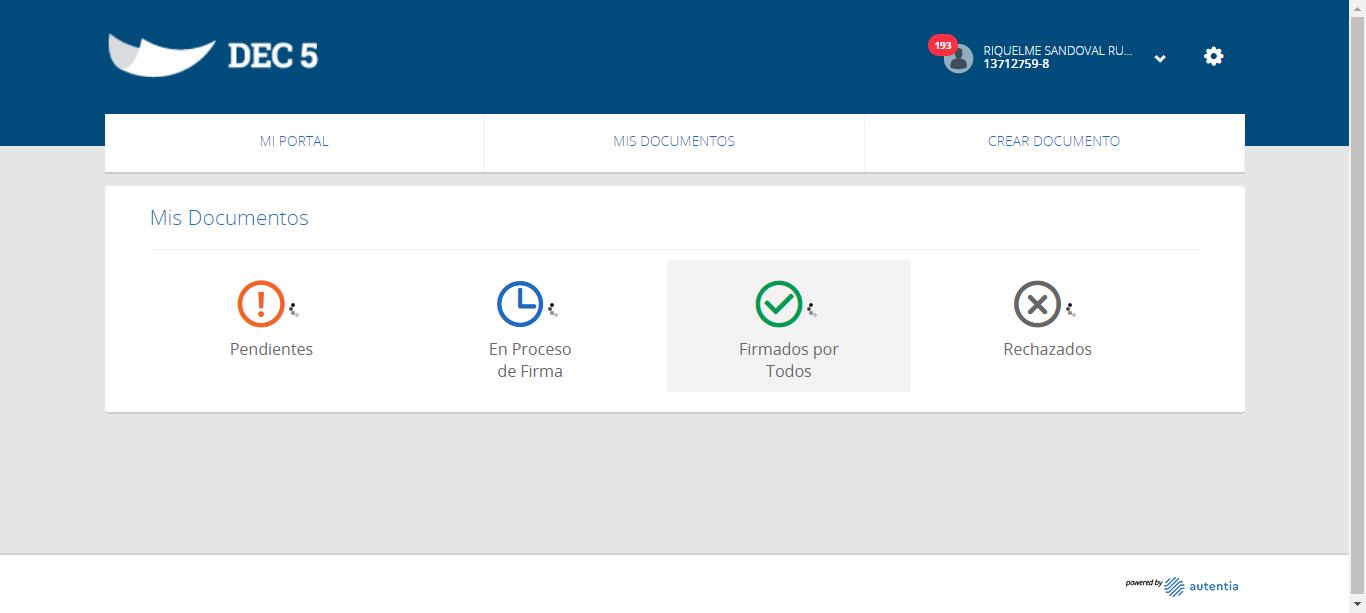 DEC 5
193
RIQUELME SANDOVAL RU...
13712759-8
MI PORTAL
MIS DOCUMENTOS
CREAR DOCUMENTO
Mis Documentos
Pendientes
En Proceso
de Firma
Firmados por
Todos
Rechazados
powered by
autentia